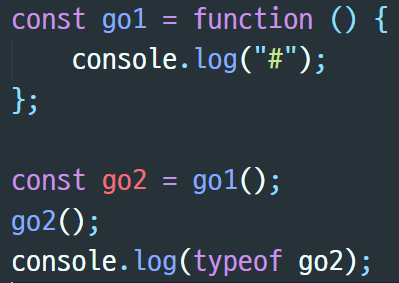 const go1 = function () {
    console.log("#");
};

const go2 = go1();
go2();
console.log(typeof go2);